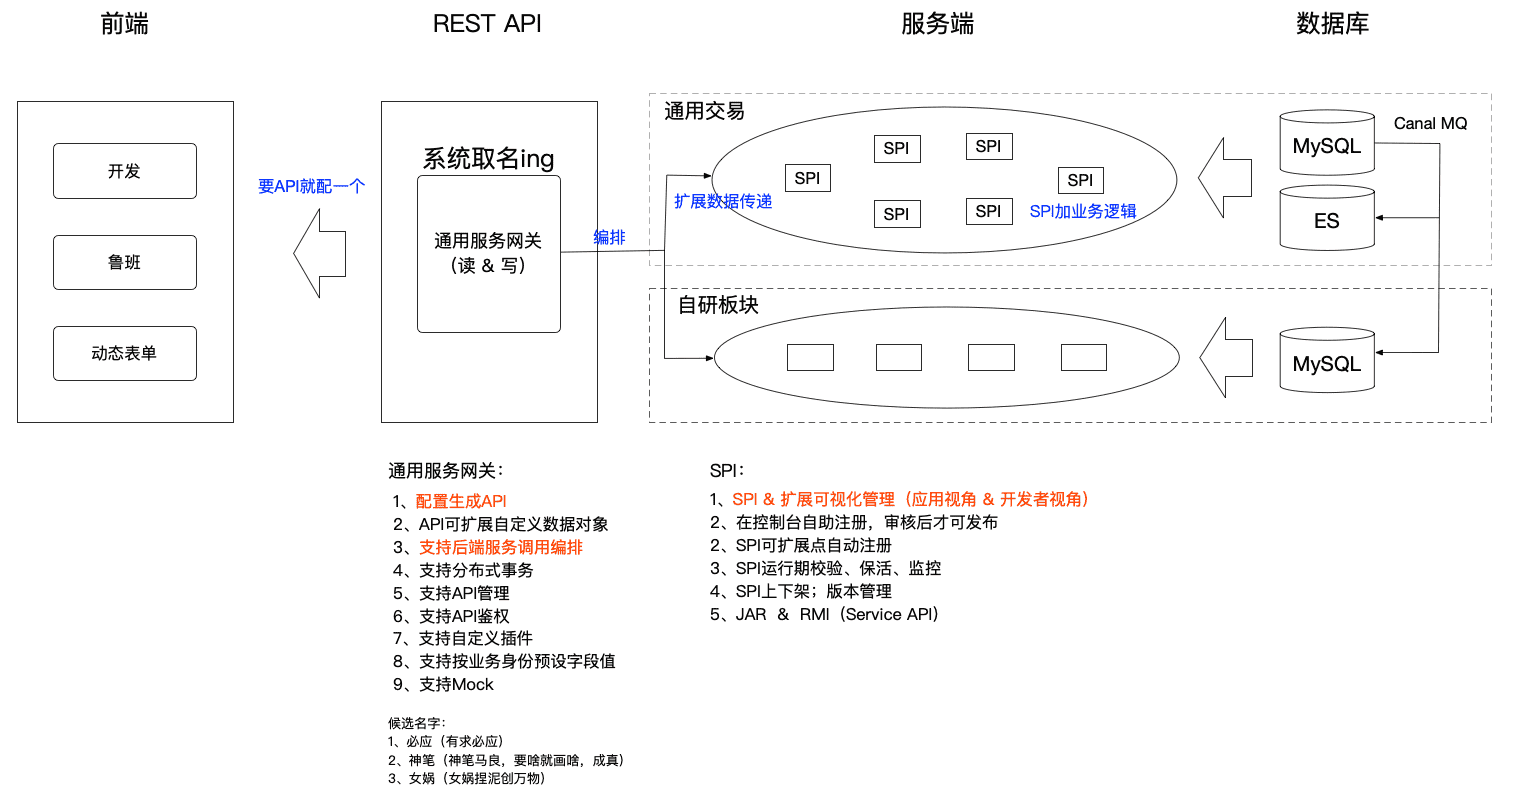 前端
REST API
服务端
数据库
开发
鲁班
动态表单
要API就配一个
系统取名ing
通用服务网关
（读 & 写）
编排
通用交易
扩展数据传递
SPI
SPI
SPI
SPI
SPI
SPI
SPI加业务逻辑
MySQL
ES
Canal MQ
自研板块
MySQL
通用服务网关：
1、配置生成API
2、API可扩展自定义数据对象
3、支持后端服务调用编排
4、支持分布式事务
5、支持API管理
6、支持API鉴权
7、支持自定义插件
8、支持按业务身份预设字段值
9、支持Mock
候选名字：
1、必应（有求必应）
2、神笔（神笔马良，要啥就画啥，成真）
3、女娲（女娲捏泥创万物）
SPI：
1、SPI & 扩展可视化管理（应用视角 & 开发者视角）
2、在控制台自助注册，审核后才可发布
2、SPI可扩展点自动注册
3、SPI运行期校验、保活、监控
4、SPI上下架；版本管理
5、JAR & RMI（Service API）